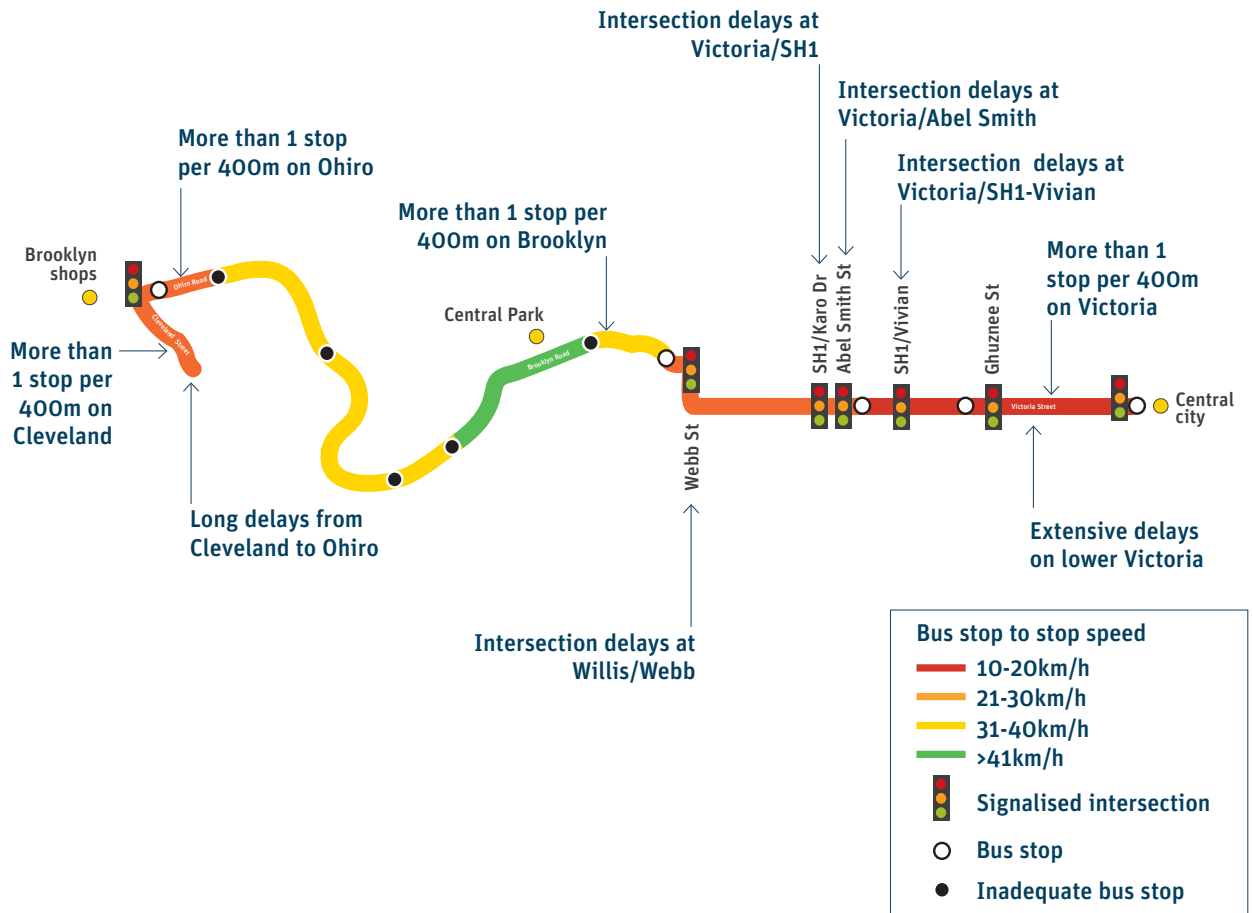 Intersection delays at
Victoria/SH1
Intersection delays at
Victoria/Abel Smith
More than 1 stop
per 400m on Ohiro
Intersection delays at
Victoria/SH1-Vivian
More than 1 stop per
400m on Brooklyn
More than 1
stop per 400m
on Victoria
Brooklyn
shops
Ohiro Road
Cleveland Street
Central Park
Brooklyn Road
SH1/Karo Dr
Abel Smith St
SH1/Vivian
Ghuznee St
More than
1 stop per
400m on
Cleveland
Victoria Street
Central
city
Webb St
Long delays from
Cleveland to Ohiro
Extensive delays
on lower Victoria
Intersection delays at
Willis/Webb
Bus stop to stop speed
10-20km/h
21-30km/h
31-40km/h
>41km/h
Signalised intersection
Bus stop
Inadequate bus stop